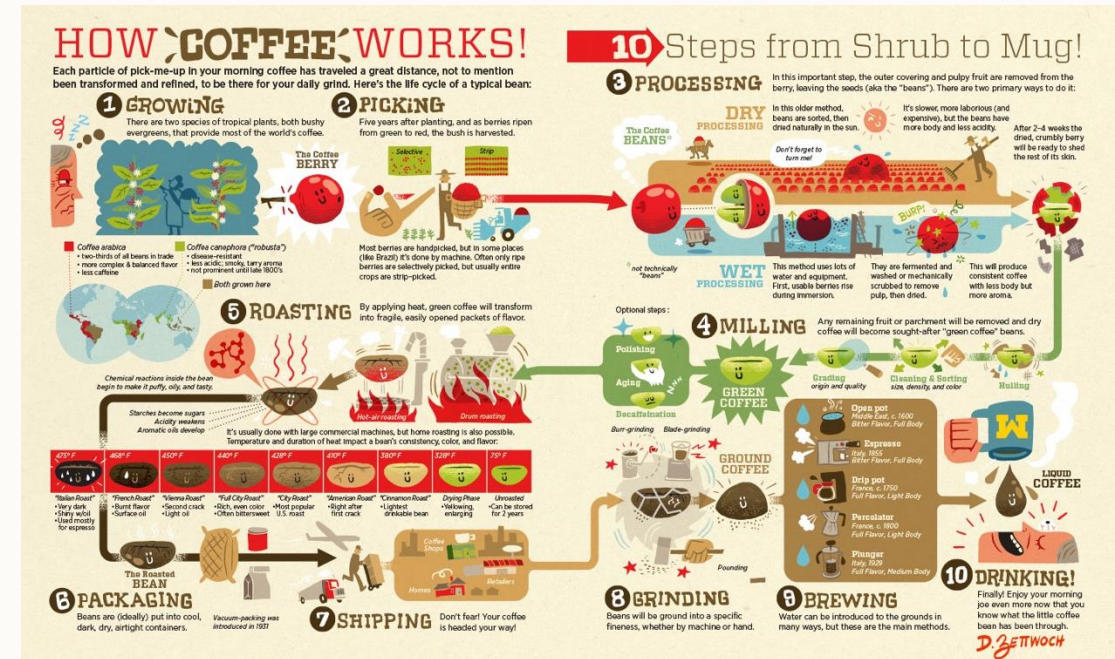 HOW COFFEE WORKS!
Each particle of pick-me-up in your morning coffee has traveled a great distance, not to mention
been transformed and refined, to be there for your daily grind. Here's the life cycle of a typical bean:
10 Steps from Shrub to Mug!
1 GROWING
There are two species of tropical plants, both bushy
evergreens, that provide most of the world's coffee.
ZZZZ
The Coffee
BERRY
Coffea arabica
• two-thirds of all beans in trade
• more complex & balanced flavor
• less caffeine
Coffea canephora ("robusta")
• disease-resistant
• less acidic; smoky, tarry aroma
• not prominent until late 1800's
Both grown here
2 PICKING
Five years after planting, and as berries ripen
from green to red, the bush is harvested.
Selective
Strip
Most berries are handpicked, but in some places
(like Brazil) it's done by machine. Often only ripe
berries are selectively picked, but usually entire
crops are strip-picked.
3 PROCESSING
In this important step, the outer covering and pulpy fruit are removed from the
berry, leaving the seeds (aka the "beans"). There are two primary ways to do it:
The Coffee
BEANS*
*not technically
"beans"
DRY
PROCESSING
In this older method,
beans are sorted, then
dried naturally in the sun.
It's slower, more laborious (and
expensive), but the beans have
more body and less acidity.
After 2-4 weeks the
dried, crumbly berry
will be ready to shed
the rest of its skin.
Don't forget to
turn me!
BURP!
WET
PROCESSING
This method uses lots of
water and equipment.
First, usable berries rise
during immersion.
They are fermented and
washed or mechanically
scrubbed to remove
pulp, then dried.
This will produce
consistent coffee
with less body but
more aroma.
4 MILLING
Any remaining fruit or parchment will be removed and dry
coffee will become sought-after "green coffee" beans.
Hulling
Cleaning & Sorting
size, density, and color
Grading
origin and quality
GREEN
COFFEE
Optional steps :
Polishing
Aging
Decaffeination
5 ROASTING
By applying heat, green coffee will transform
into fragile, easily opened packets of flavor.
Drum roasting
Hot-air roasting
Chemical reactions inside the bean
begin to make it puffy, oily, and tasty.
Starches become sugars
Acidity weakens
Aromatic oils develop
It's usually done with large commercial machines, but home roasting is also possible.
Temperature and duration of heat impact a bean's consistency, color, and flavor:
475° F
"Italian Roast"
• Very dark
• Shiny w/oil
• Used mostly
for espresso
468° F
"French Roast"
• Burnt flavor
• Surface oil
450° F
"Vienna Roast"
• Second crack
• Light oil
440° F
"Full City Roast"
• Rich, even color
• Often bittersweet
428° F
"City Roast"
• Most popular
U.S. roast
410° F
"American Roast"
• Right after
first crack
380° F
"Cinnamon Roast"
• Lightest
drinkable bean
328° F
Drying Phase
• Yellowing,
enlarging
75° F
Unroasted
• Can be stored
for 2 years
The Roasted
BEAN
6 PACKAGING
Beans are (ideally) put into cool,
dark, dry, airtight containers.
Vacuum-packing was
introduced in 1931
7 SHIPPING
Don't fear! Your coffee
is headed your way!
Coffee
Shops
Homes
Retailers
Burr-grinding
Blade-grinding
GROUND
COFFEE
Pounding
8 GRINDING
Beans will be ground into a specific
fineness, whether by machine or hand.
Open pot
Middle East, c. 1600
Bitter Flavor, Full Body
Espresso
Italy, 1855
Bitter Flavor, Full Body
Drip pot
France, c. 1750
Full Flavor, Light Body
Percolator
France, c. 1800
Full Flavor, Light Body
Plunger
Italy, 1929
Full Flavor, Medium Body
9 BREWING
Water can be introduced to the grounds in
many ways, but these are the main methods.
M
LIQUID
COFFEE
10 DRINKING!
Finally! Enjoy your morning
joe even more now that you
know what the little coffee
bean has been through.
D. ZETTWOCH